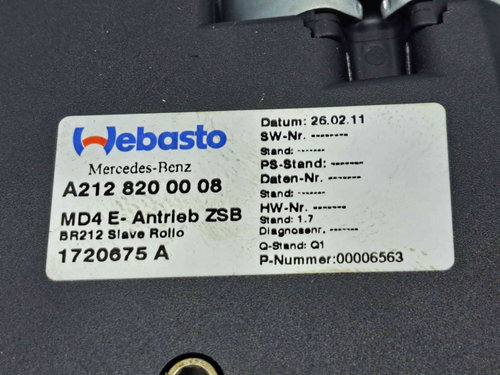 Webasto
Mercedes-Benz
A212 820 00 08
MD4 E- Antrieb ZSB
BR212 Slave Rollo
1720675 A
Datum: 26.02.11
SW-Nr. --------
Stand: --------
PS-Stand: --------
Daten-Nr. --------
Stand: --------
HW-Nr. --------
Stand: 1.7
Diagnosenr. --------
Q-Stand: Q1
P-Nummer:00006563